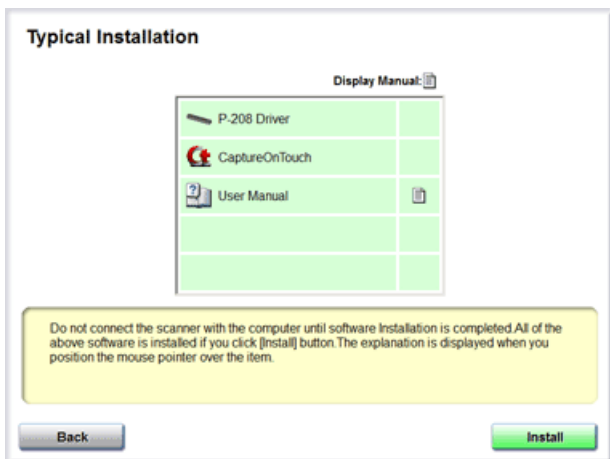 Typical Installation
Display Manual:
P-208 Driver
CaptureOnTouch
User Manual
Do not connect the scanner with the computer until software Installation is completed.All of the
above software is installed if you click [Install] button.The explanation is displayed when you
position the mouse pointer over the item.
Back
Install